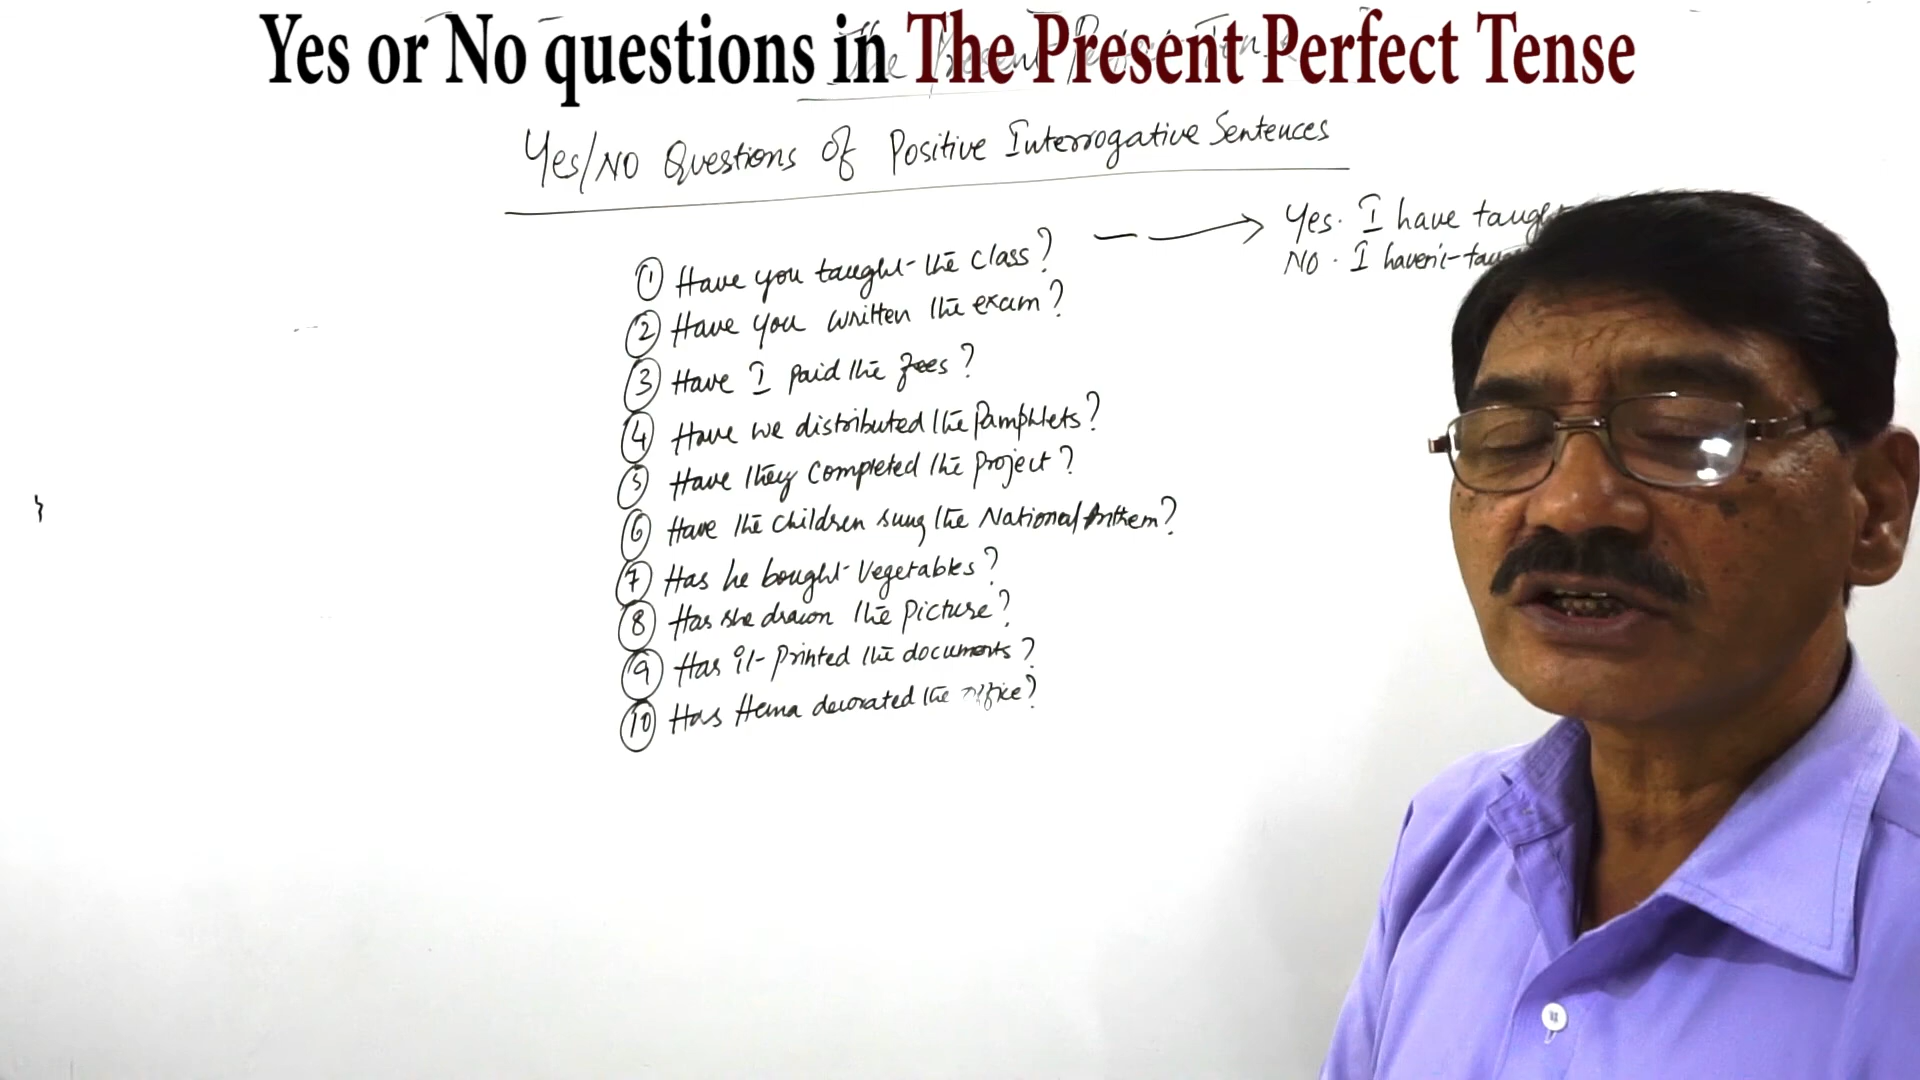 Yes or No questions in The Present Perfect Tense
Yes/NO Questions of Positive Interrogative Sentences
Yes. I have taught
NO. I haven't
① Have you taught the class?
② Have you written the exam?
③ Have I paid the fees?
④ Have we distributed the Pamphlets?
⑤ Have they completed the project?
⑥ Have the children sung the National Anthem?
⑦ Has he bought Vegetables?
⑧ Has she drawn the picture?
⑨ Has it printed the documents?
⑩ Has Hema decorated the office?